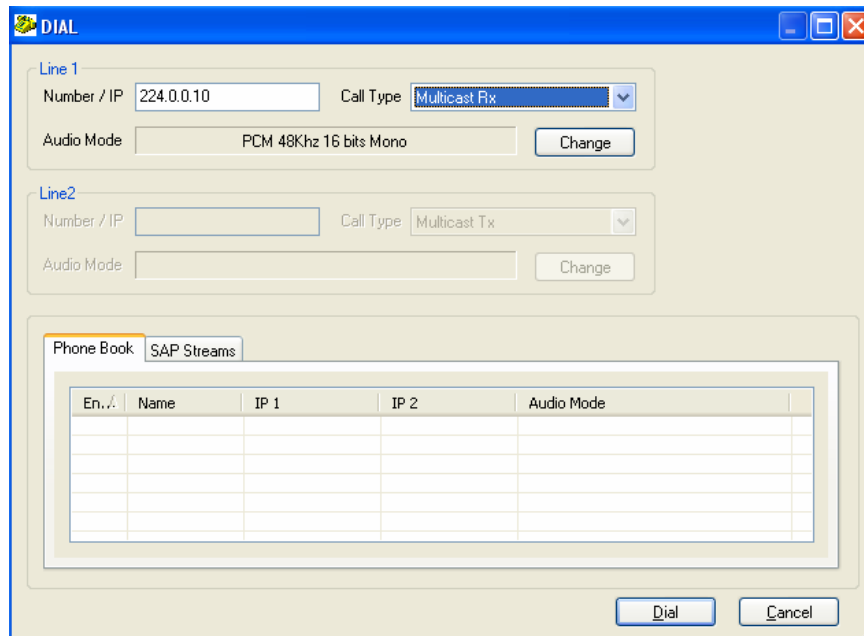 DIAL
Line 1
Number / IP 224.0.0.10 Call Type Multicast Rx
Audio Mode PCM 48Khz 16 bits Mono Change
Line2
Number / IP Call Type Multicast Tx
Audio Mode Change
Phone Book SAP Streams
En... Name IP 1 IP 2 Audio Mode
Dial Cancel